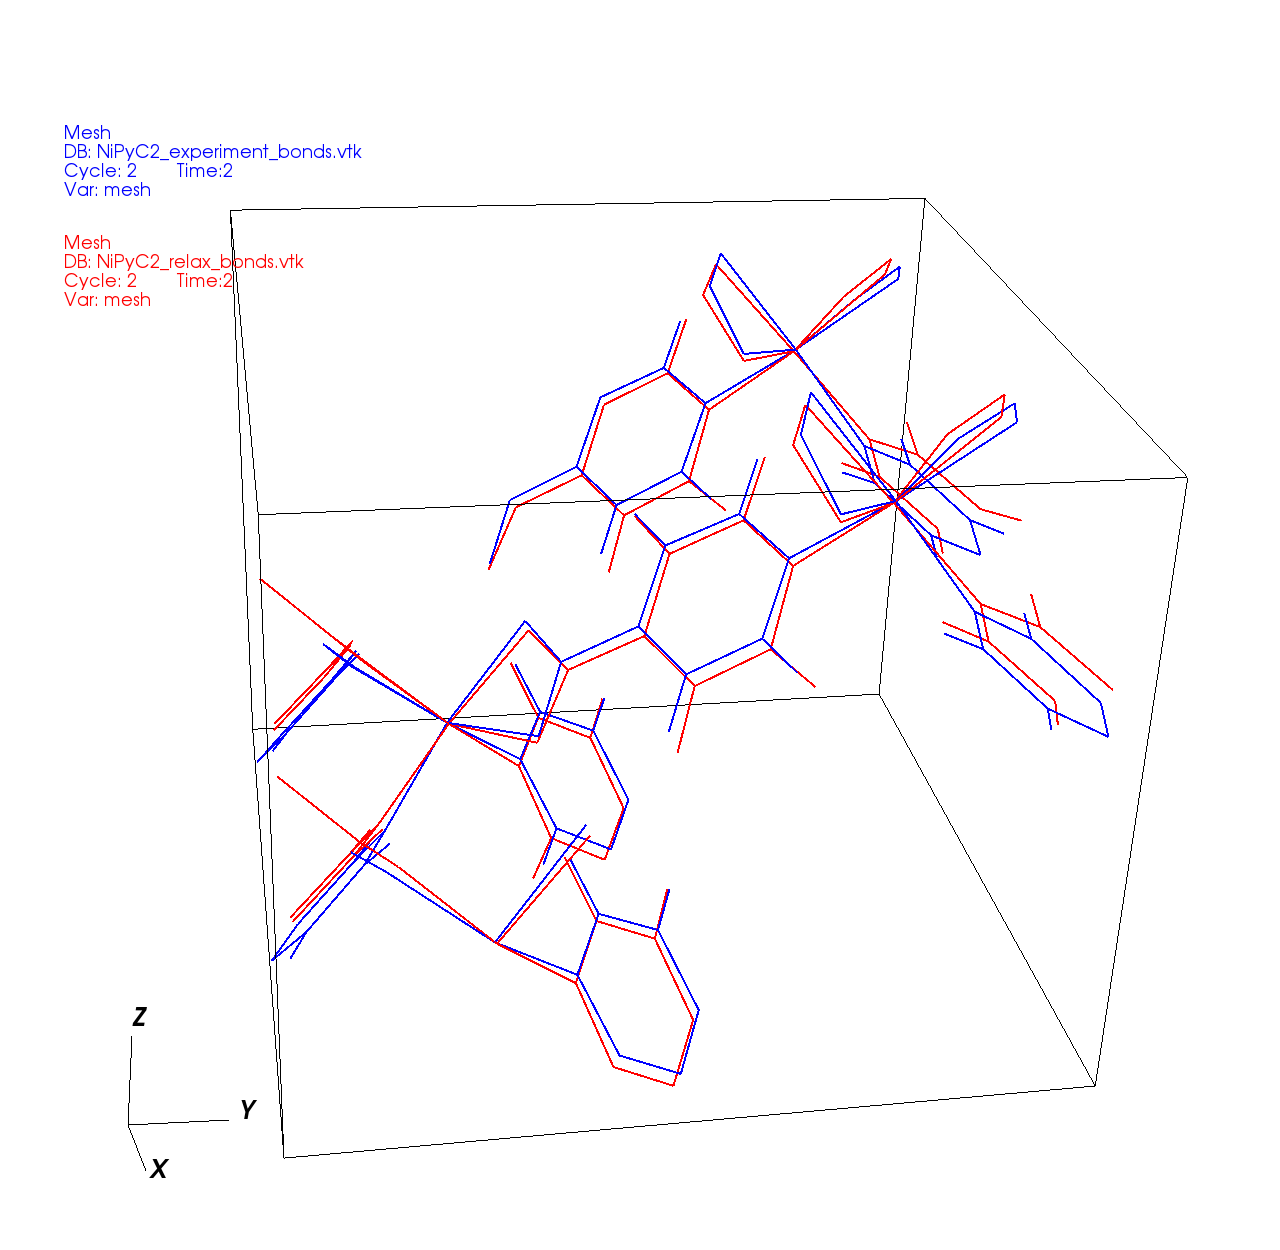 Mesh
DB: NiPyC2_experiment_bonds.vtk
Cycle: 2 Time:2
Var: mesh
Mesh
DB: NiPyC2_relax_bonds.vtk
Cycle: 2 Time:2
Var: mesh
Z
Y
X